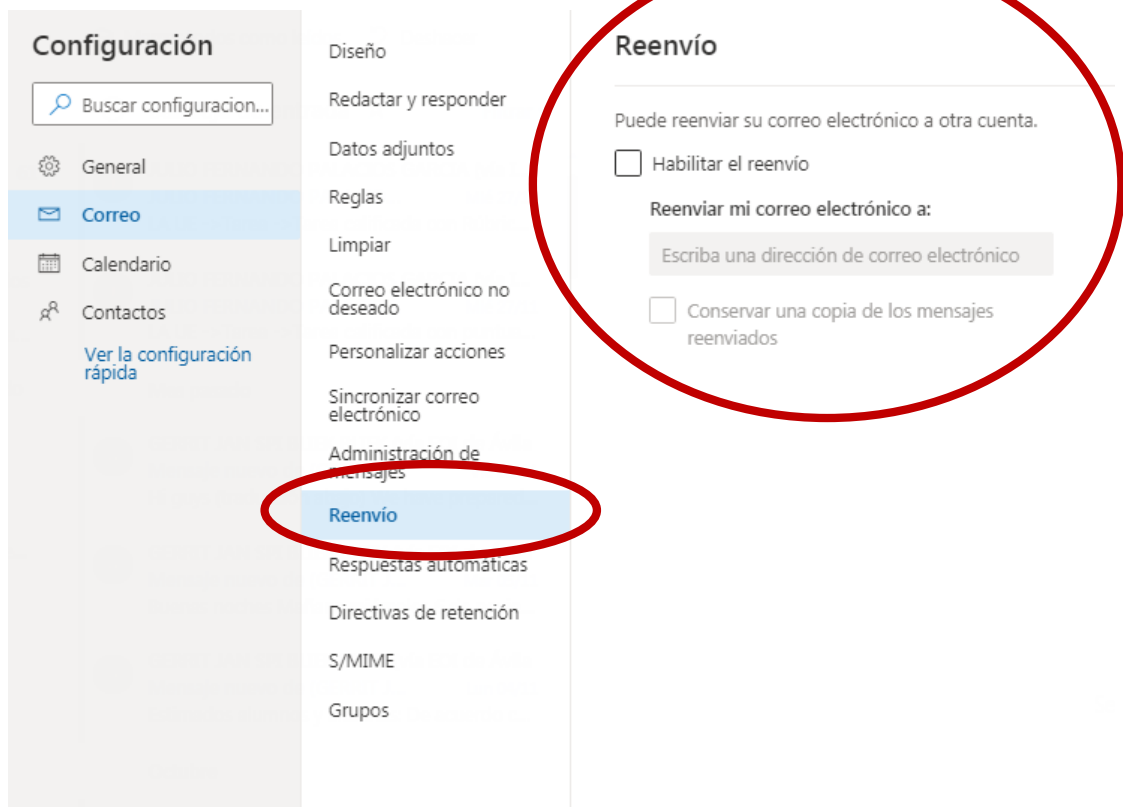 Configuración
Buscar configuracion...
General
Correo
Calendario
Contactos
Ver la configuración
rápida
Diseño
Redactar y responder
Datos adjuntos
Reglas
Limpiar
Correo electrónico no
deseado
Personalizar acciones
Sincronizar correo
electrónico
Administración de
mensajes
Reenvío
Respuestas automáticas
Directivas de retención
S/MIME
Grupos
Reenvío
Puede reenviar su correo electrónico a otra cuenta.
Habilitar el reenvío
Reenviar mi correo electrónico a:
Escriba una dirección de correo electrónico
Conservar una copia de los mensajes
reenviados